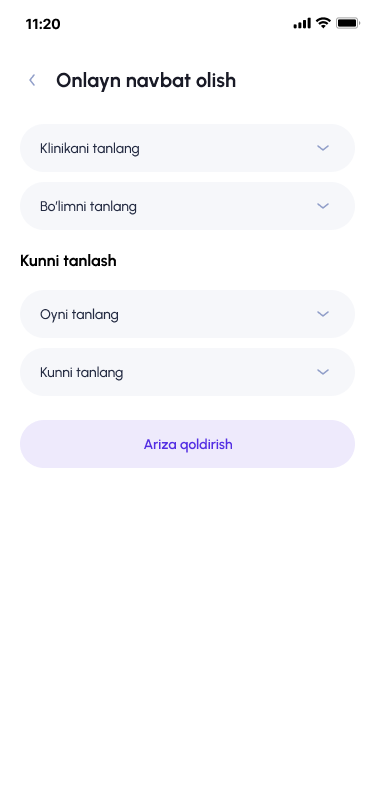 11:20
Onlayn navbat olish
Klinikani tanlang
Bo'limni tanlang
Kunni tanlash
Oyni tanlang
Kunni tanlang
Ariza qoldirish